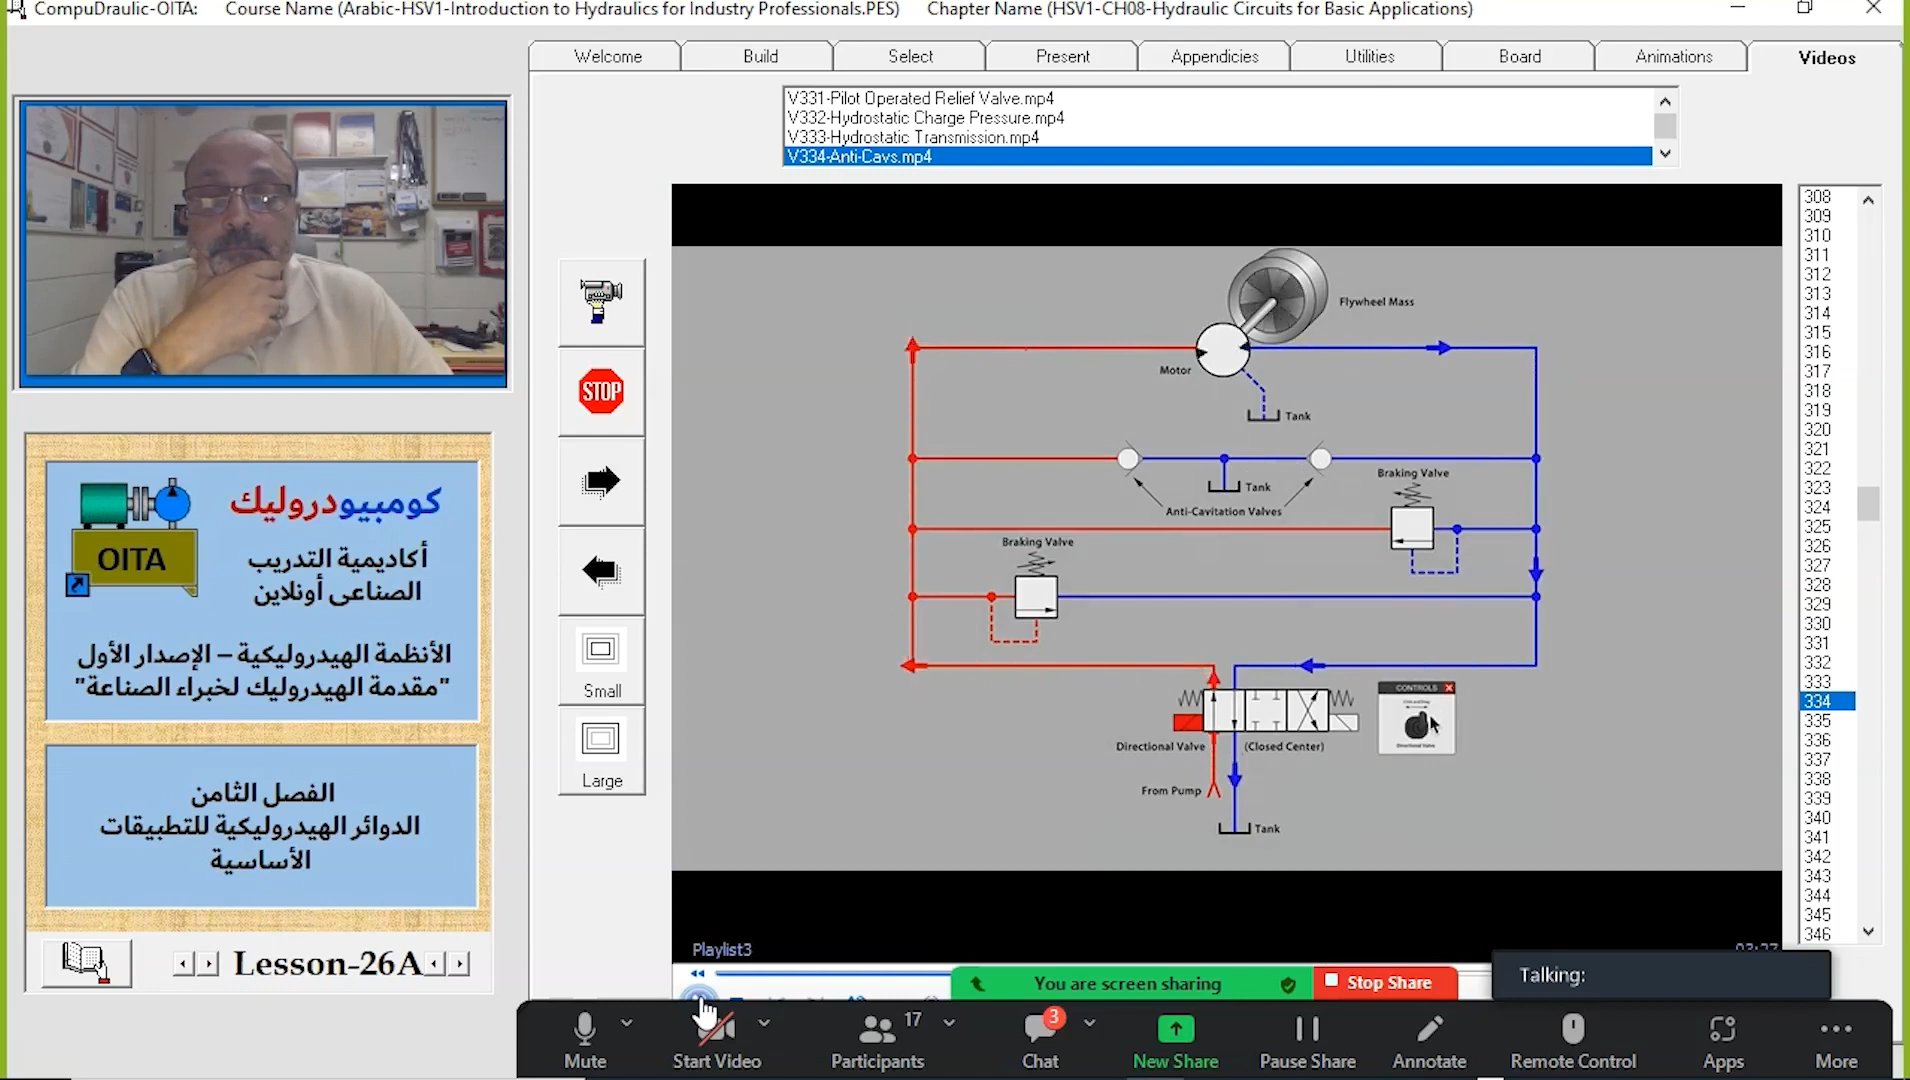 CompuDraulic-OITA: Course Name (Arabic-HSV1-Introduction to Hydraulics for Industry Professionals.PES) Chapter Name (HSV1-CH08-Hydraulic Circuits for Basic Applications)
Welcome
Build
Select
Present
Appendicies
Utilities
Board
Animations
Videos
V331-Pilot Operated Relief Valve.mp4
V332-Hydrostatic Charge Pressure.mp4
V333-Hydrostatic Transmission.mp4
V334-Anti-Cavs.mp4
STOP
Small
Large
Flywheel Mass
Motor
Tank
Tank
Anti-Cavitation Valves
Braking Valve
Braking Valve
CONTROLS
Directional Valve
Directional Valve
(Closed Center)
From Pump
Tank
308
309
310
311
312
313
314
315
316
317
318
319
320
321
322
323
324
325
326
327
328
329
330
331
332
333
334
335
336
337
338
339
340
341
342
343
344
345
346
OITA
كومبيودروليك
أكاديمية التدريب
الصناعى أونلاين
الأنظمة الهيدروليكية – الإصدار الأول
"مقدمة الهيدروليك لخبراء الصناعة"
الفصل الثامن
الدوائر الهيدروليكية للتطبيقات
الأساسية
Lesson-26A
Playlist3
You are screen sharing
Stop Share
Talking:
Mute
Start Video
17
Participants
3
Chat
New Share
Pause Share
Annotate
Remote Control
Apps
More